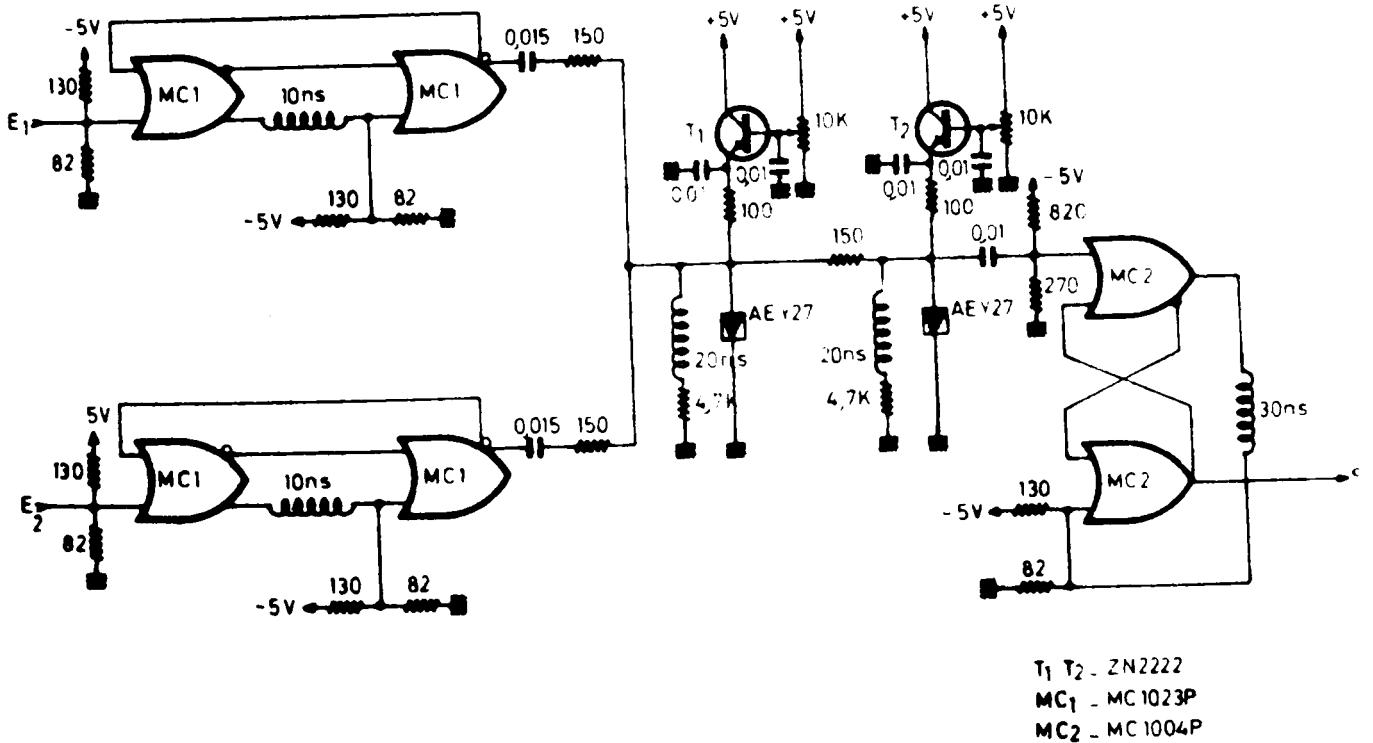 -5V
130
E1
82
MC1
10ns
MC1
0,015
150
-5V
130
82
+5V
+5V
+5V
+5V
T1
10K
0,01
0,01
100
T2
10K
0,01
0,01
100
-5V
820
0,01
270
150
AEY27
AEY27
20ns
4,7K
20ns
4,7K
MC2
30ns
MC2
130
-5V
82
5V
130
E2
82
MC1
10ns
MC1
0,015
150
-5V
130
82
T1 T2 - ZN2222
MC1 - MC1023P
MC2 - MC1004P